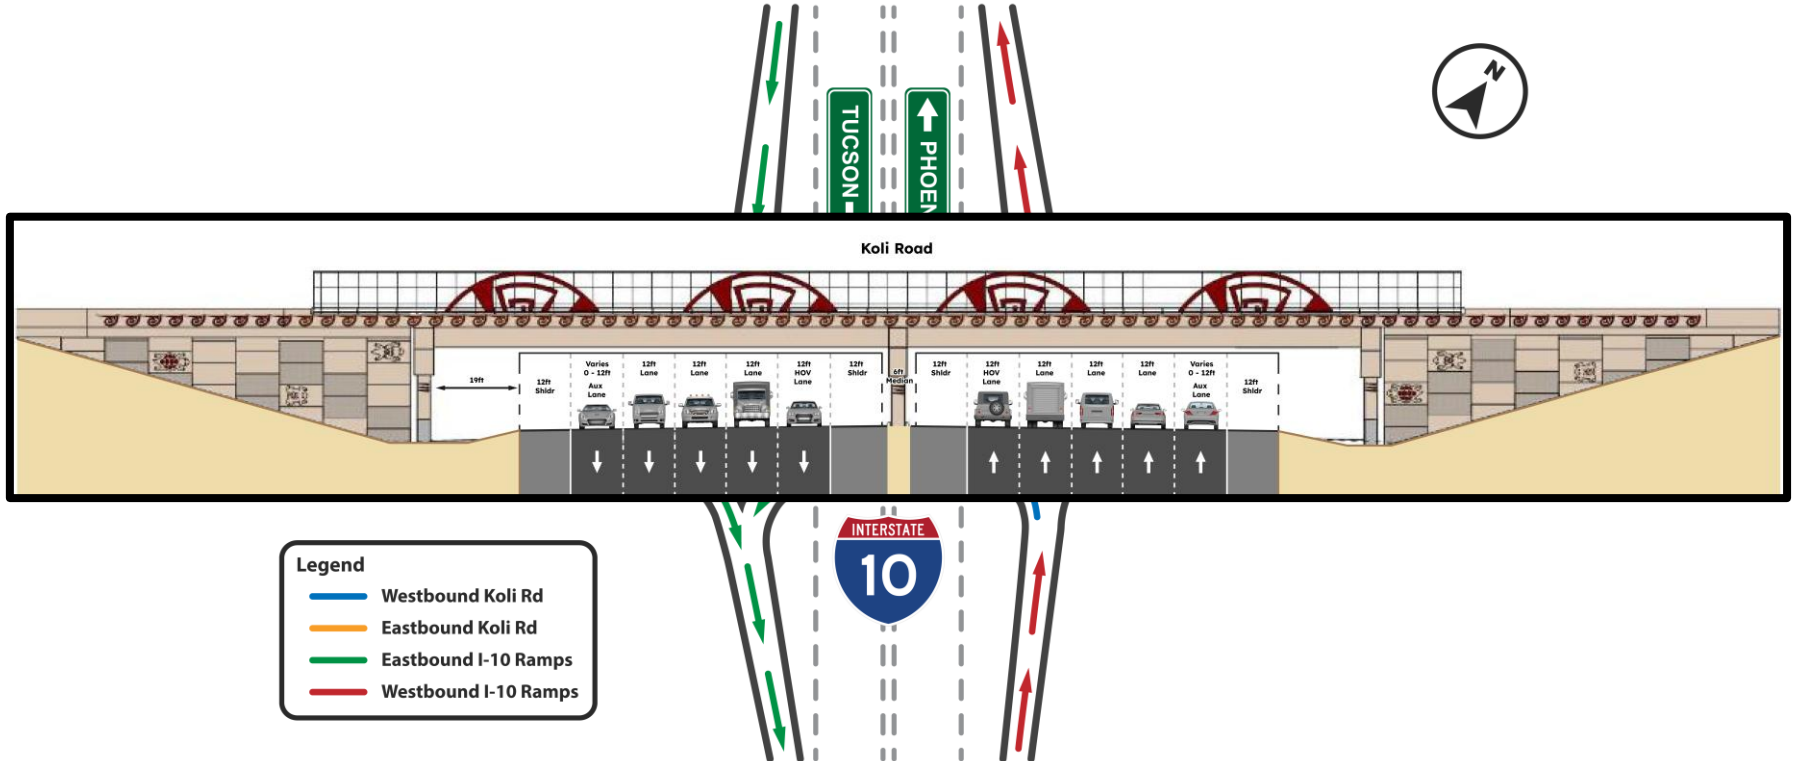 N
TUCSON
PHOEN
Koli Road
19ft
12ft
Shldr
Varies
0 - 12ft
Aux
Lane
12ft
Lane
12ft
Lane
12ft
Lane
12ft
HOV
Lane
12ft
Shldr
6ft
Median
12ft
Shldr
12ft
HOV
Lane
12ft
Lane
12ft
Lane
12ft
Lane
Varies
0 - 12ft
Aux
Lane
12ft
Shldr
INTERSTATE
10
Legend
Westbound Koli Rd
Eastbound Koli Rd
Eastbound I-10 Ramps
Westbound I-10 Ramps